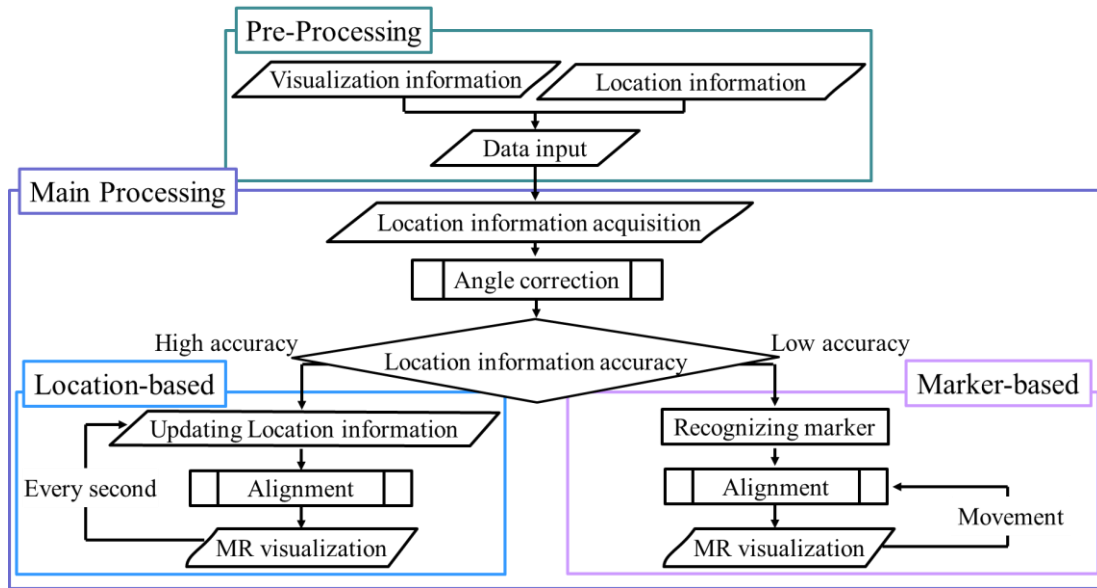 Pre-Processing
Visualization information
Location information
Data input
Main Processing
Location information acquisition
Angle correction
High accuracy
Location information accuracy
Low accuracy
Location-based
Marker-based
Updating Location information
Recognizing marker
Every second
Alignment
Alignment
Movement
MR visualization
MR visualization